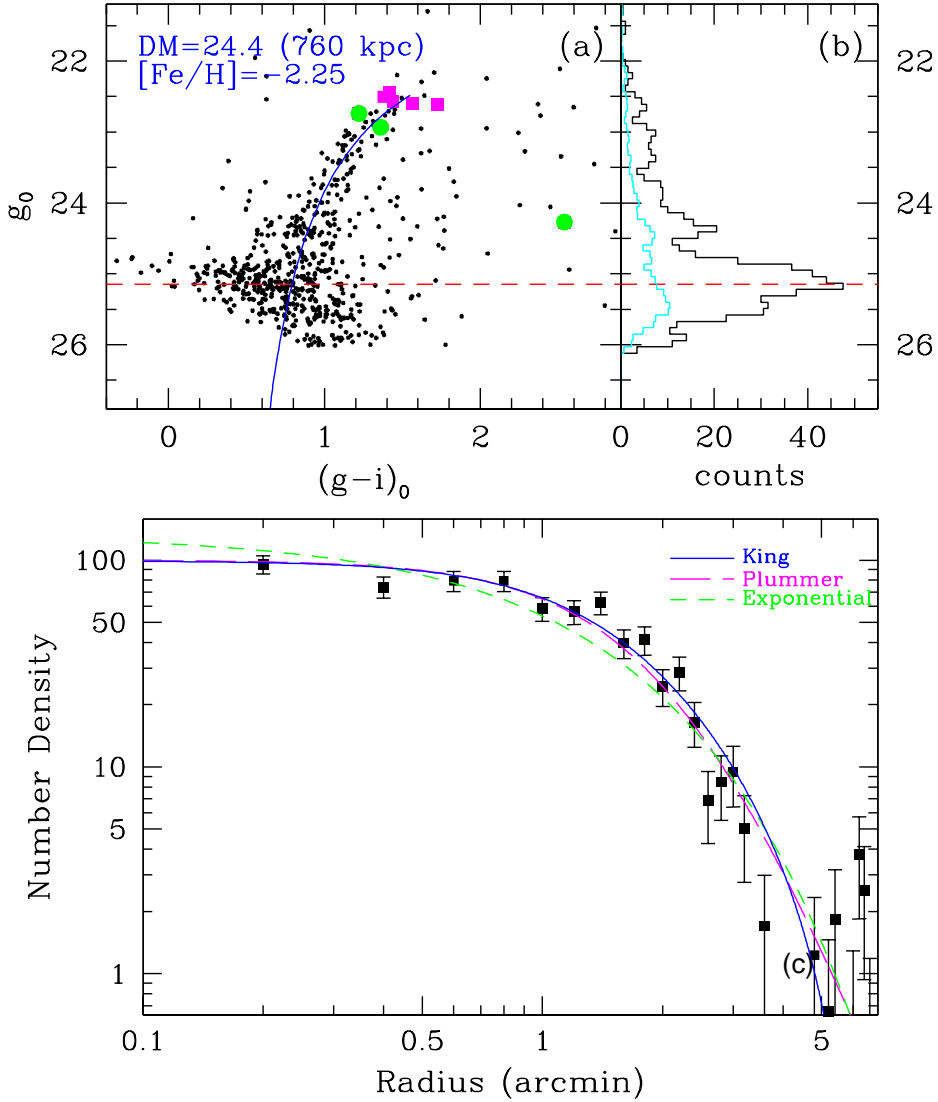 DM=24.4 (760 kpc)
[Fe/H]=−2.25
(a)
(b)
22
24
26
g0
22
24
26
0
1
2
0
20
40
(g−i)0
counts
King
Plummer
Exponential
100
50
10
5
1
Number Density
(c)
0.1
0.5
1
5
Radius (arcmin)